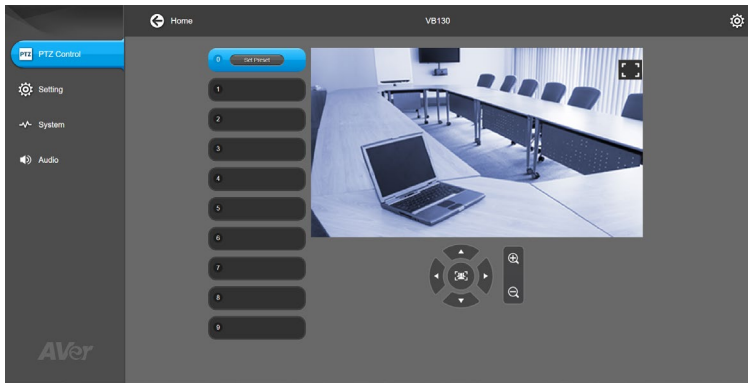 Home
VB130
PTZ PTZ Control
Setting
System
Audio
0 Set Preset
1
2
3
4
5
6
7
8
9
AVer